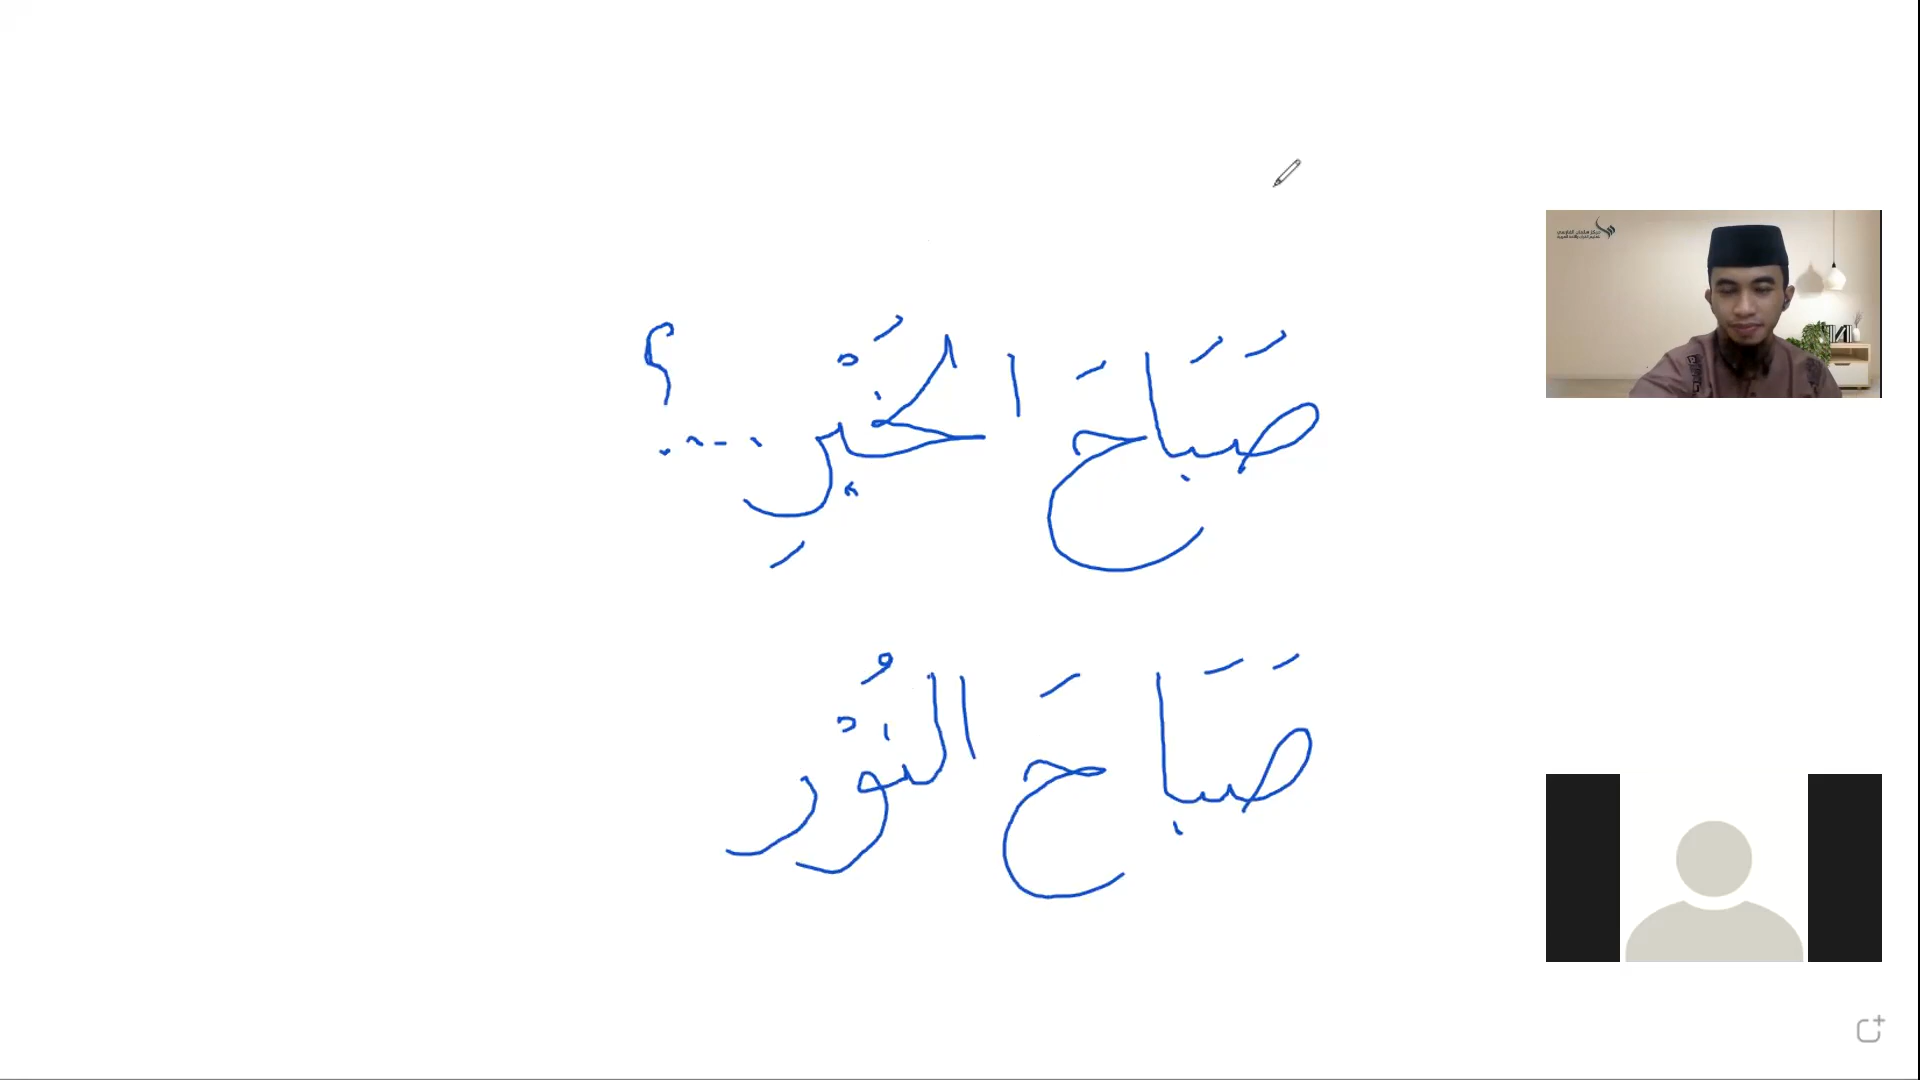 صَبَاحَ الخَيْرِ....؟
صَبَاحَ النُوْر